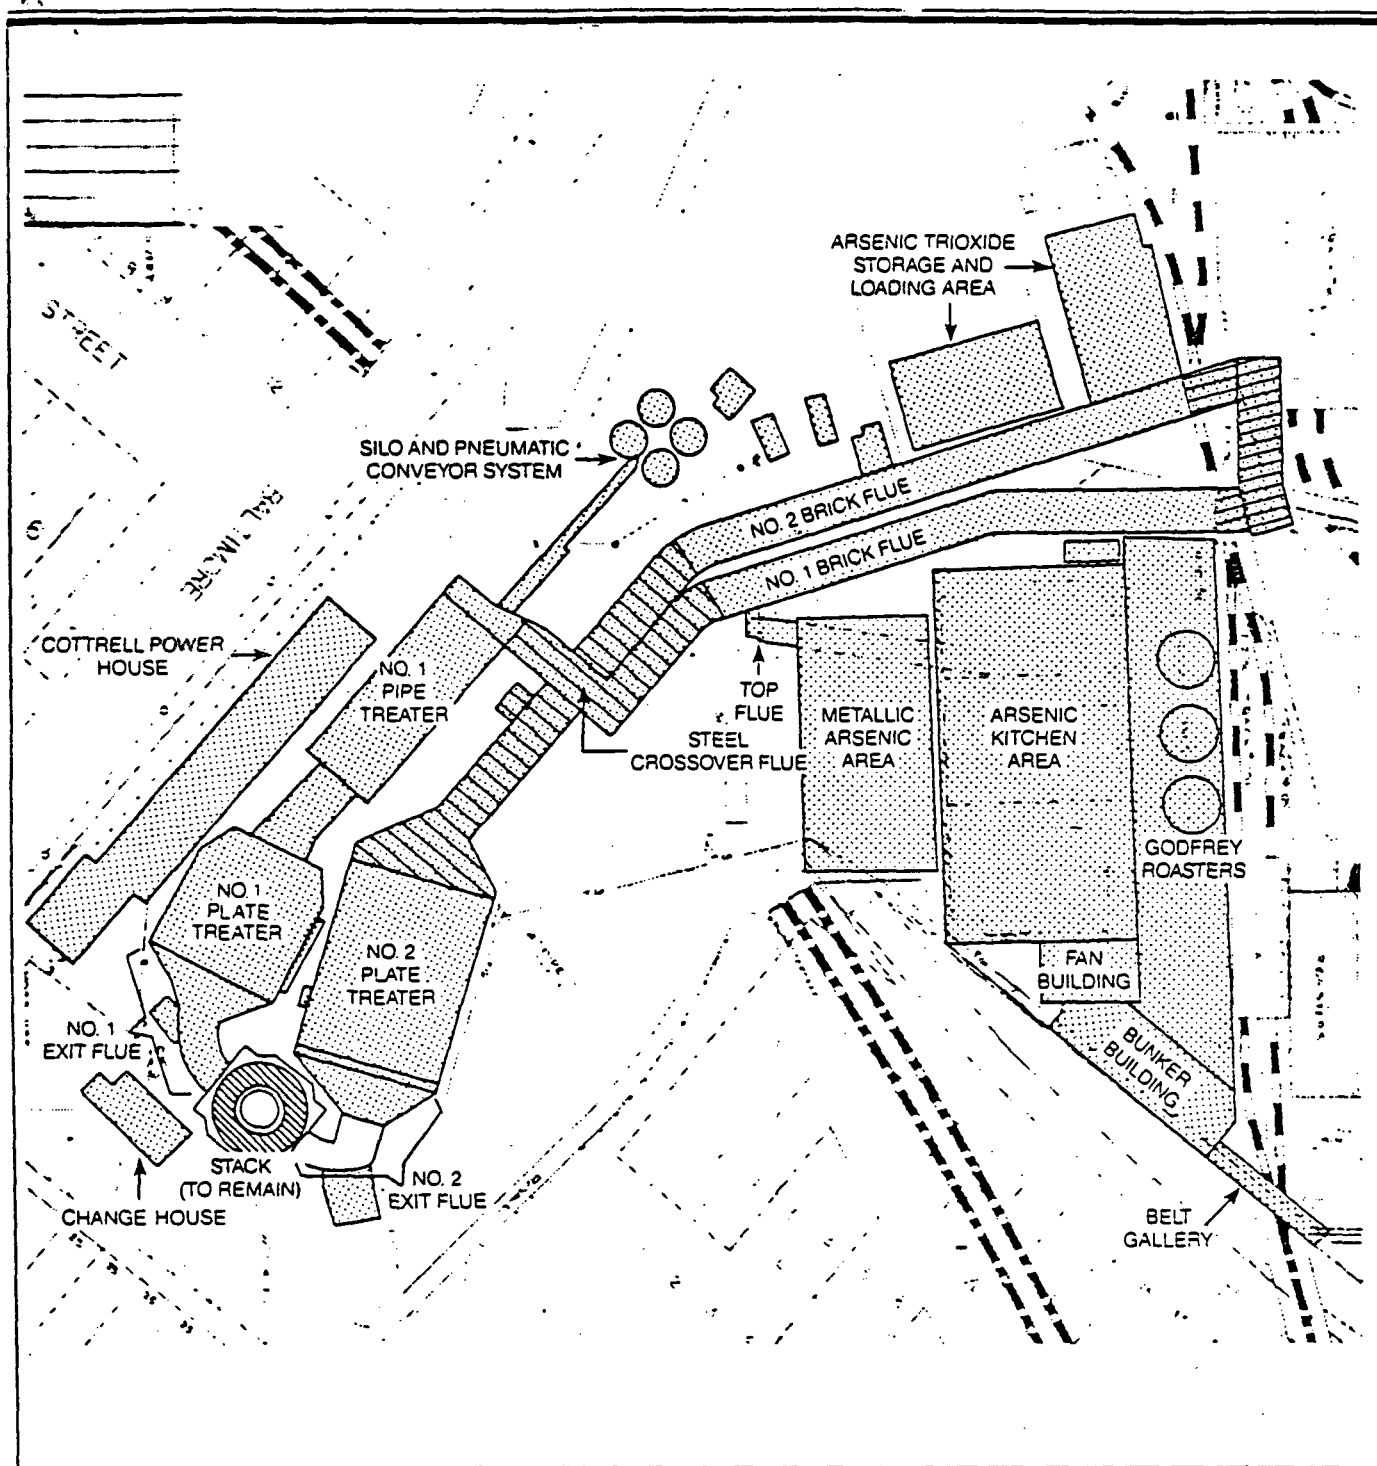 ARSENIC TRIOXIDE
STORAGE AND
LOADING AREA
STREET
SILO AND PNEUMATIC
CONVEYOR SYSTEM
NO. 2 BRICK FLUE
NO. 1 BRICK FLUE
BALTIMORE
COTTRELL POWER
HOUSE
NO. 1
PIPE
TREATER
TOP
FLUE
STEEL
CROSSOVER FLUE
METALLIC
ARSENIC
AREA
ARSENIC
KITCHEN
AREA
GODFREY
ROASTERS
NO. 1
PLATE
TREATER
NO. 2
PLATE
TREATER
FAN
BUILDING
NO. 1
EXIT FLUE
BUNKER
BUILDING
STACK
(TO REMAIN)
NO. 2
EXIT FLUE
CHANGE HOUSE
BELT
GALLERY